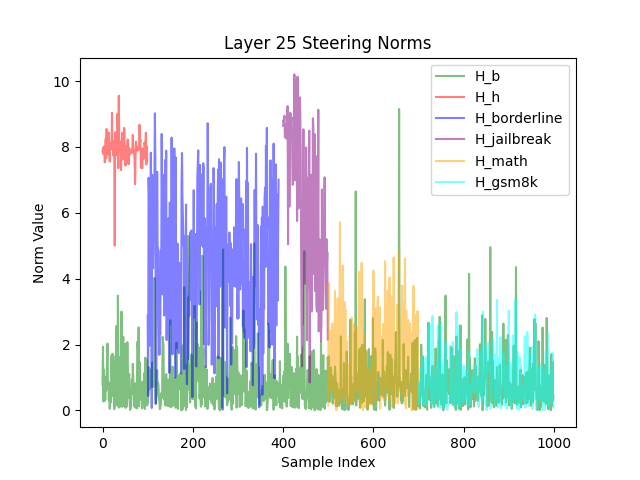 Layer 25 Steering Norms
H_b
H_h
H_borderline
H_jailbreak
H_math
H_gsm8k
Norm Value
10
8
6
4
2
0
0
200
400
600
800
1000
Sample Index